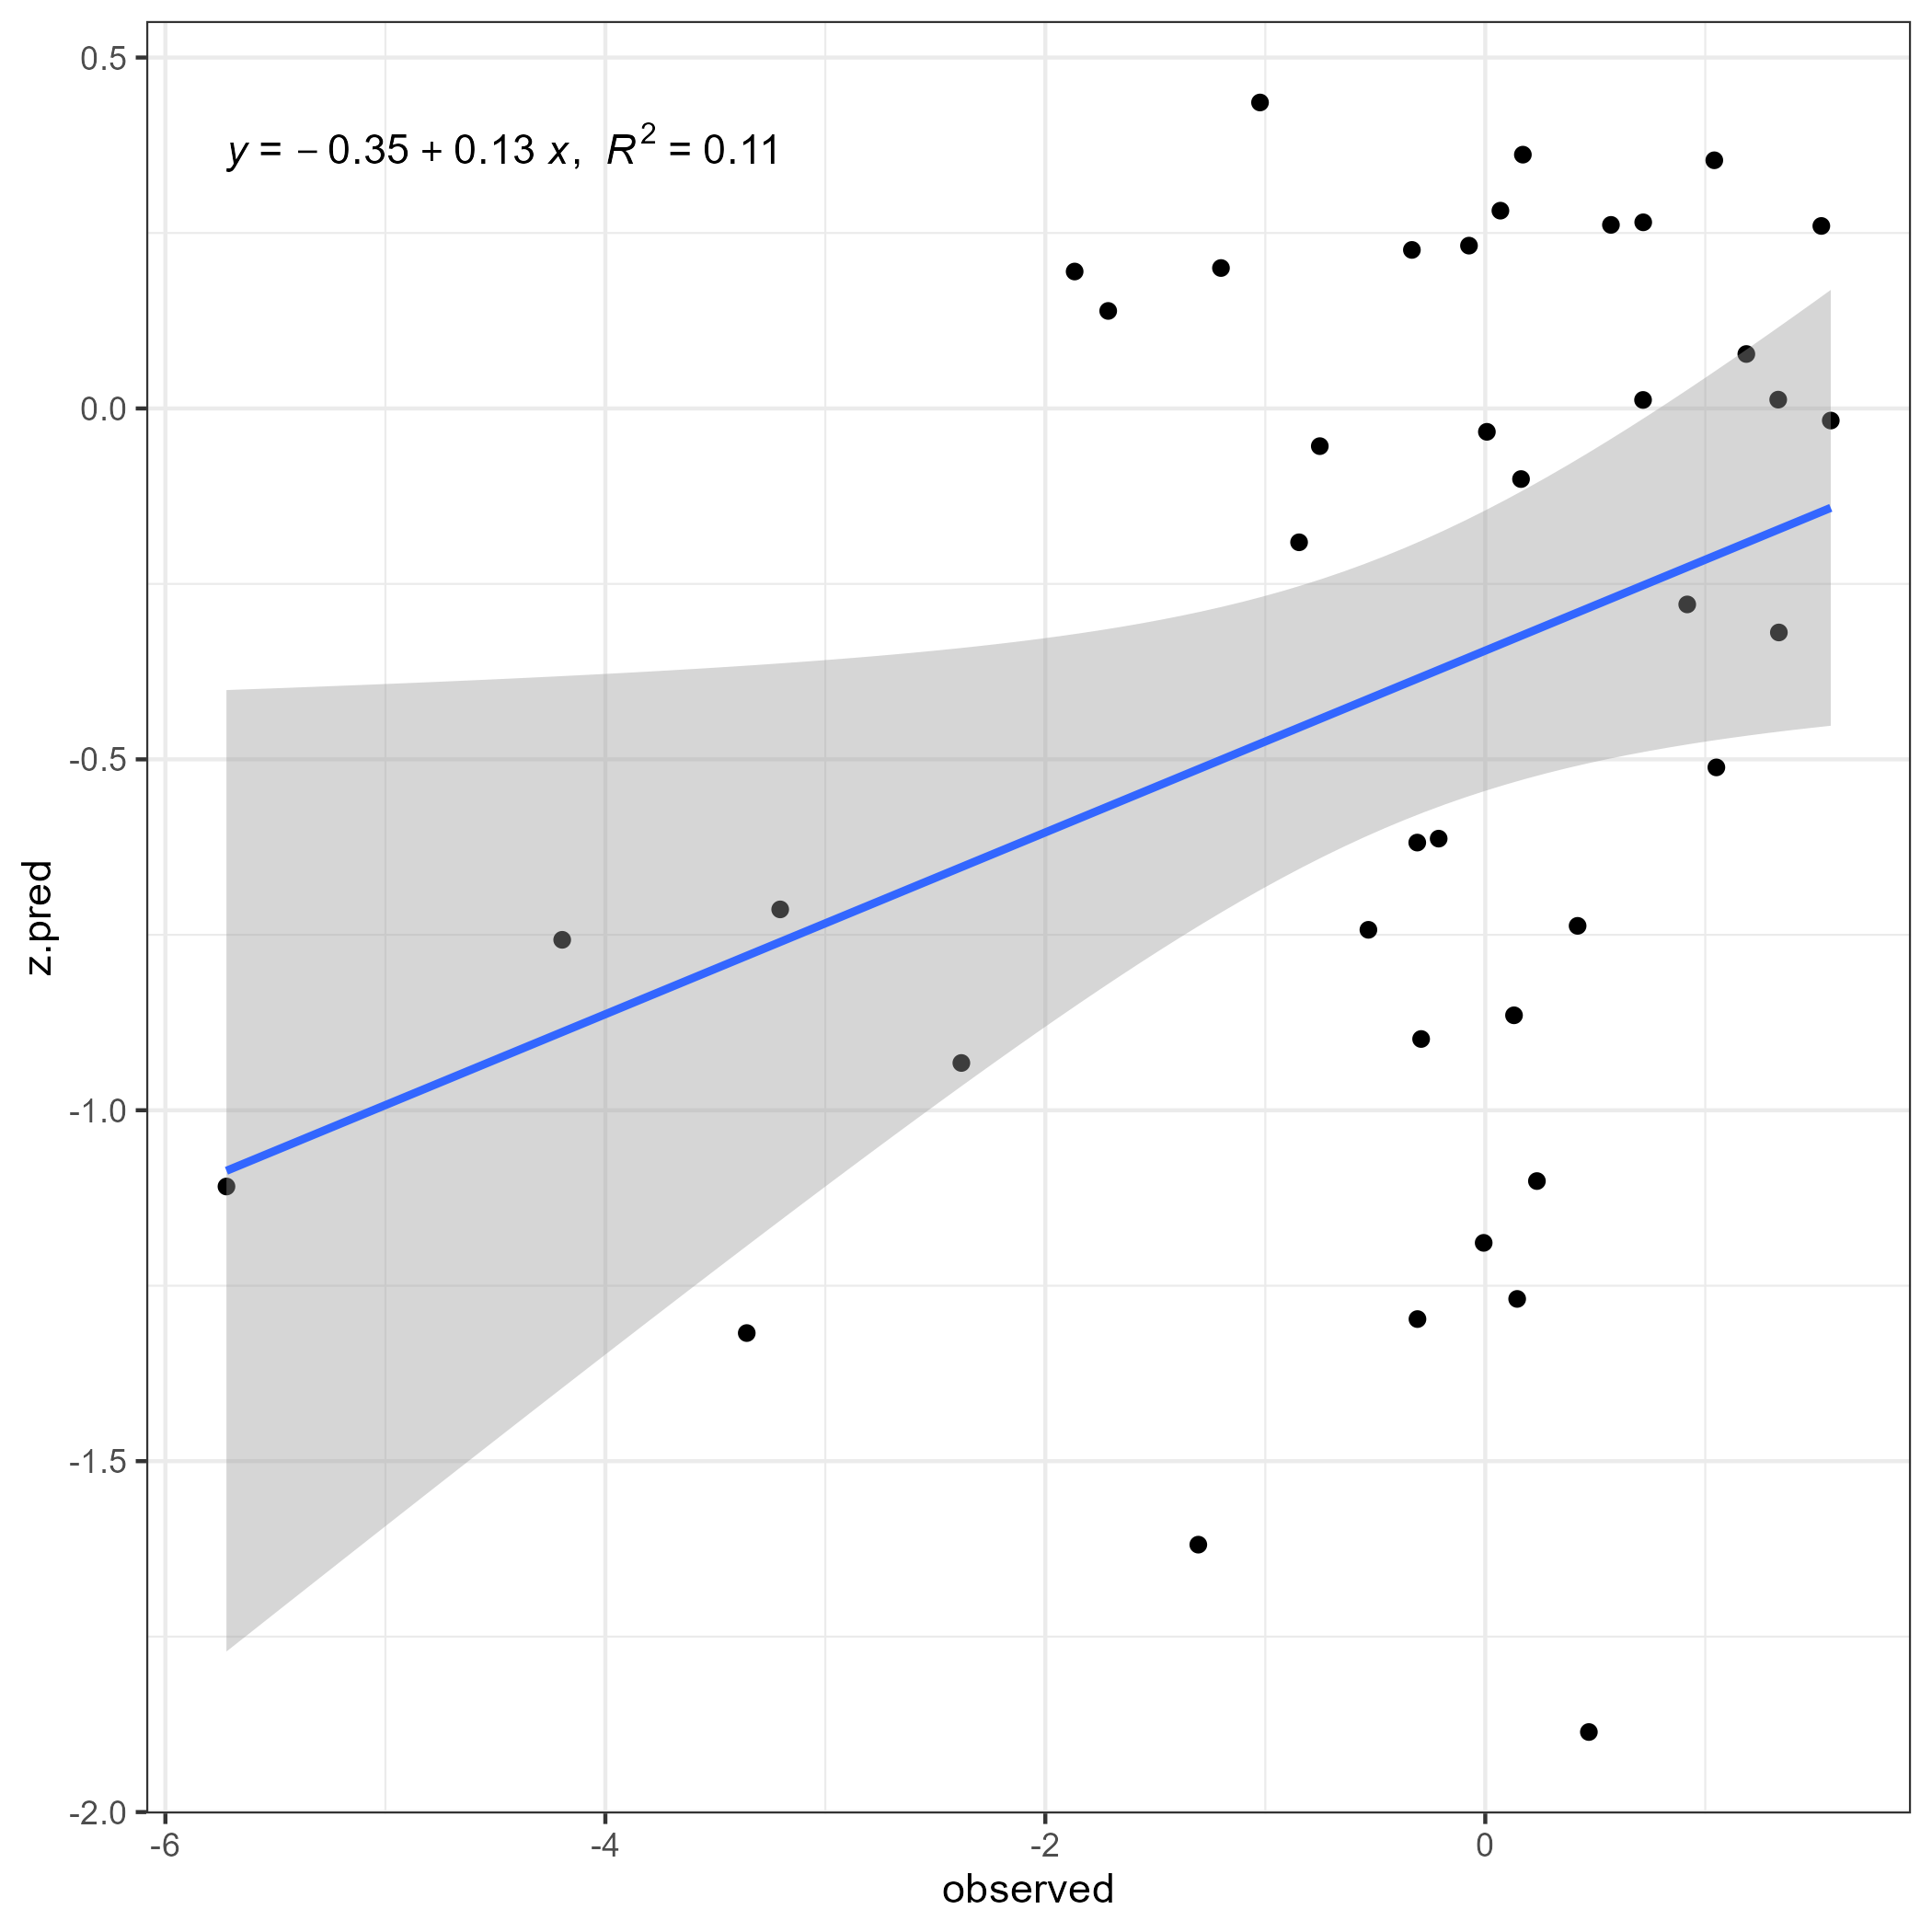 y = − 0.35 + 0.13 x, R² = 0.11
0.5
0.0
-0.5
-1.0
-1.5
-2.0
z.pred
-6 -4 -2 0
observed